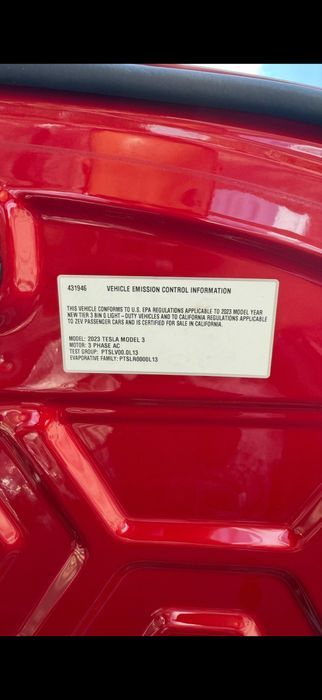 431946 VEHICLE EMISSION CONTROL INFORMATION
THIS VEHICLE CONFORMS TO U.S. EPA REGULATIONS APPLICABLE TO 2023 MODEL YEAR
NEW TIER 3 BIN 0 LIGHT-DUTY VEHICLES AND TO CALIFORNIA REGULATIONS APPLICABLE
TO ZEV PASSENGER CARS AND IS CERTIFIED FOR SALE IN CALIFORNIA.
MODEL: 2023 TESLA MODEL 3
MOTOR: 3 PHASE AC
TEST GROUP: PTSLV00.0L13
EVAPORATIVE FAMILY: PTSLR0000L13